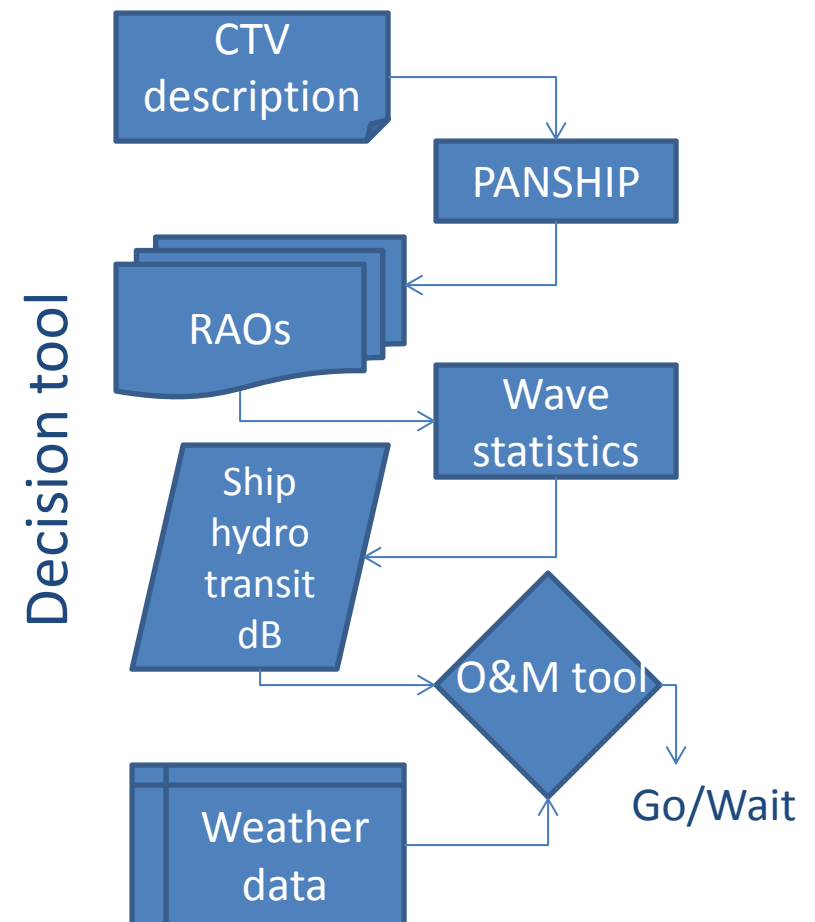 CTV
description
PANSHIP
RAOs
Wave
statistics
Ship
hydro
transit
dB
O&M tool
Go/Wait
Weather
data
Decision tool